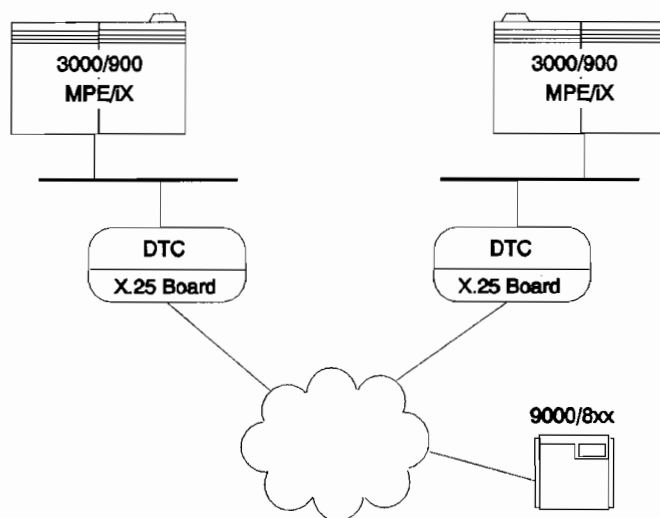 3000/900
MPE/iX
3000/900
MPE/iX
DTC
X.25 Board
DTC
X.25 Board
9000/8xx